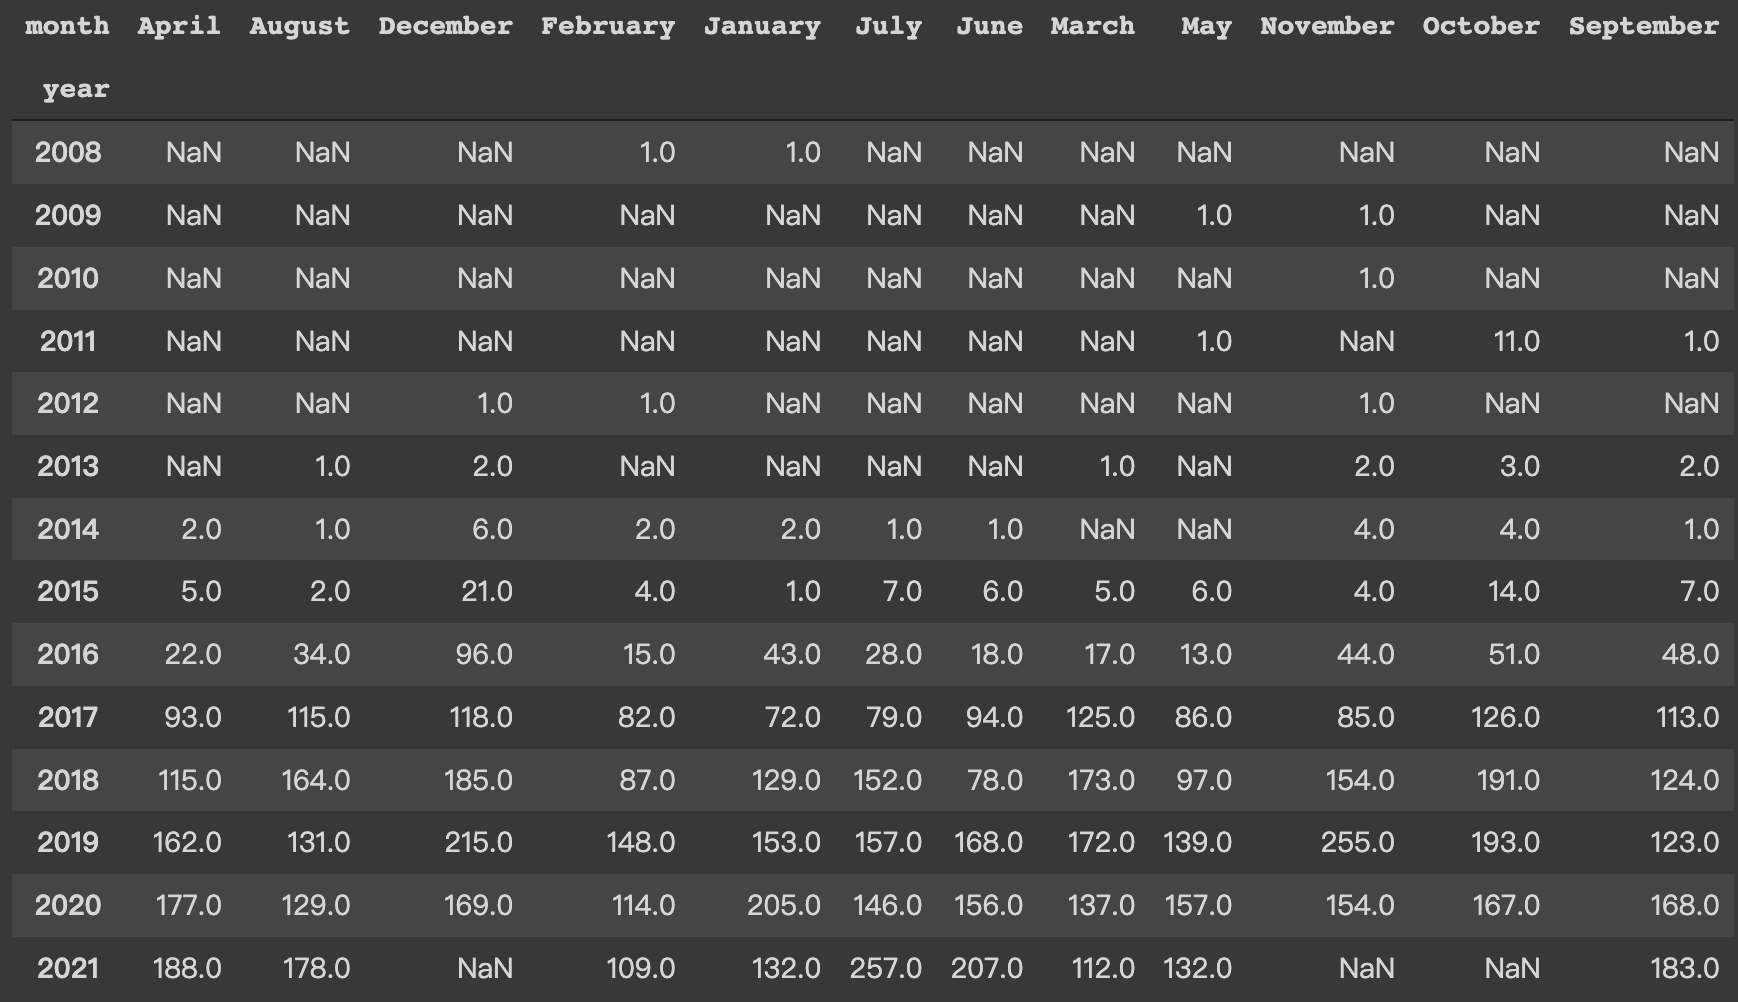 month April August December February January July June March May November October September
year
2008 NaN NaN NaN 1.0 1.0 NaN NaN NaN NaN NaN NaN NaN
2009 NaN NaN NaN NaN NaN NaN NaN NaN 1.0 1.0 NaN NaN
2010 NaN NaN NaN NaN NaN NaN NaN NaN NaN 1.0 NaN NaN
2011 NaN NaN NaN NaN NaN NaN NaN NaN 1.0 NaN 11.0 1.0
2012 NaN NaN 1.0 1.0 NaN NaN NaN NaN NaN 1.0 NaN NaN
2013 NaN 1.0 2.0 NaN NaN NaN NaN 1.0 NaN 2.0 3.0 2.0
2014 2.0 1.0 6.0 2.0 2.0 1.0 1.0 NaN NaN 4.0 4.0 1.0
2015 5.0 2.0 21.0 4.0 1.0 7.0 6.0 5.0 6.0 4.0 14.0 7.0
2016 22.0 34.0 96.0 15.0 43.0 28.0 18.0 17.0 13.0 44.0 51.0 48.0
2017 93.0 115.0 118.0 82.0 72.0 79.0 94.0 125.0 86.0 85.0 126.0 113.0
2018 115.0 164.0 185.0 87.0 129.0 152.0 78.0 173.0 97.0 154.0 191.0 124.0
2019 162.0 131.0 215.0 148.0 153.0 157.0 168.0 172.0 139.0 255.0 193.0 123.0
2020 177.0 129.0 169.0 114.0 205.0 146.0 156.0 137.0 157.0 154.0 167.0 168.0
2021 188.0 178.0 NaN 109.0 132.0 257.0 207.0 112.0 132.0 NaN NaN 183.0